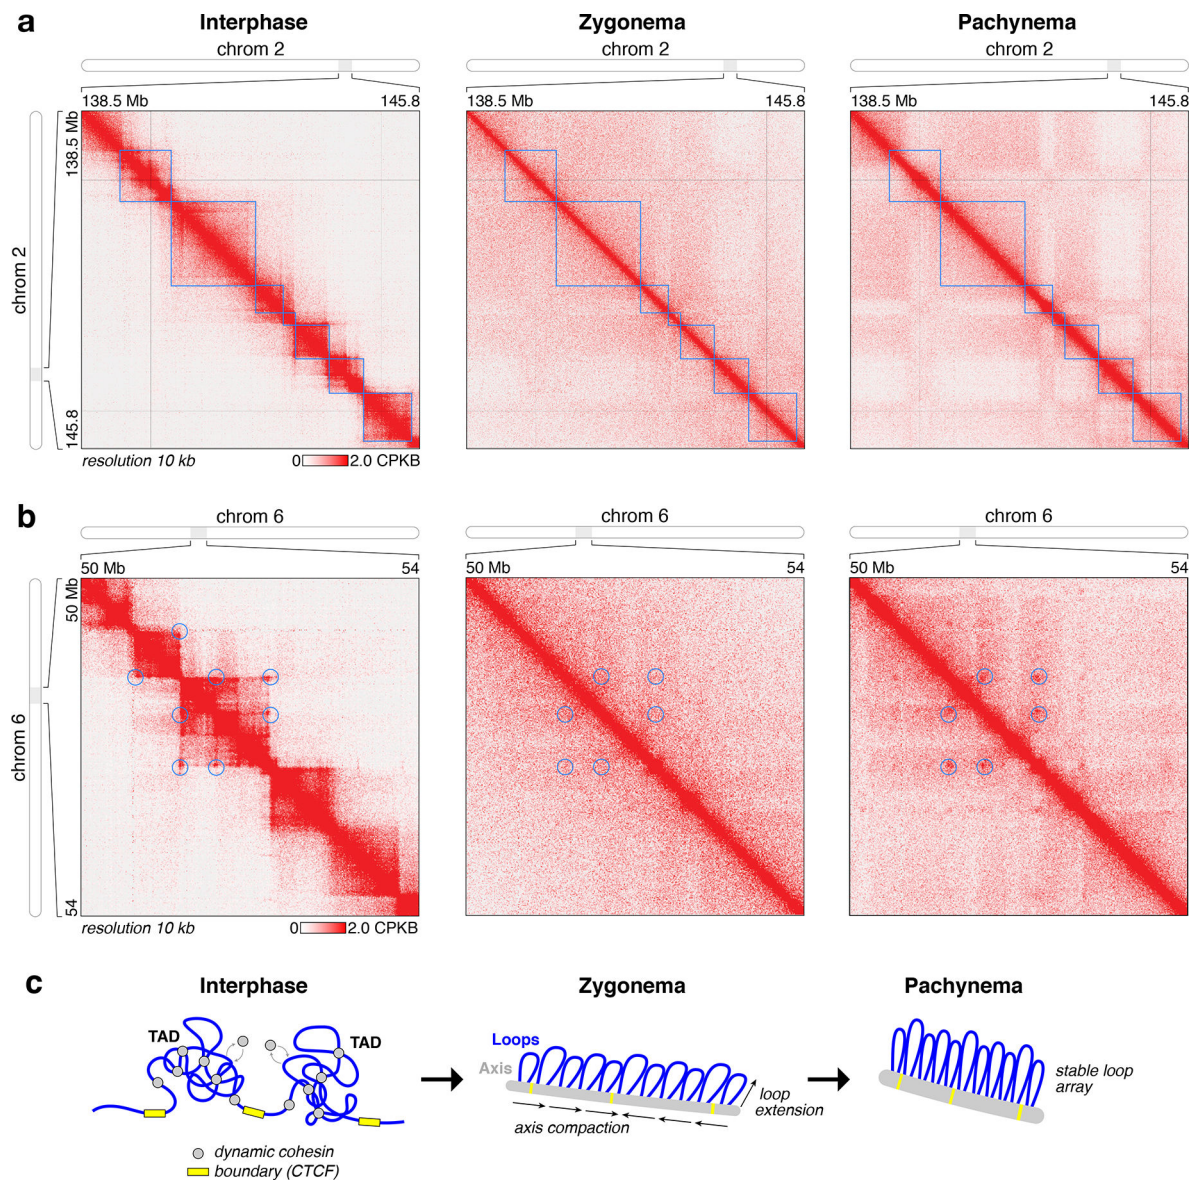 a
Interphase
Zygonema
Pachynema
chrom 2
chrom 2
chrom 2
138.5 Mb
145.8
138.5 Mb
145.8
138.5 Mb
145.8
138.5 Mb
chrom 2
145.8
resolution 10 kb
0
2.0 CPKB
b
chrom 6
chrom 6
chrom 6
50 Mb
54
50 Mb
54
50 Mb
54
50 Mb
chrom 6
54
resolution 10 kb
0
2.0 CPKB
c
Interphase
Zygonema
Pachynema
TAD
TAD
Loops
Axis
loop
extension
axis compaction
stable loop
array
dynamic cohesin
boundary (CTCF)